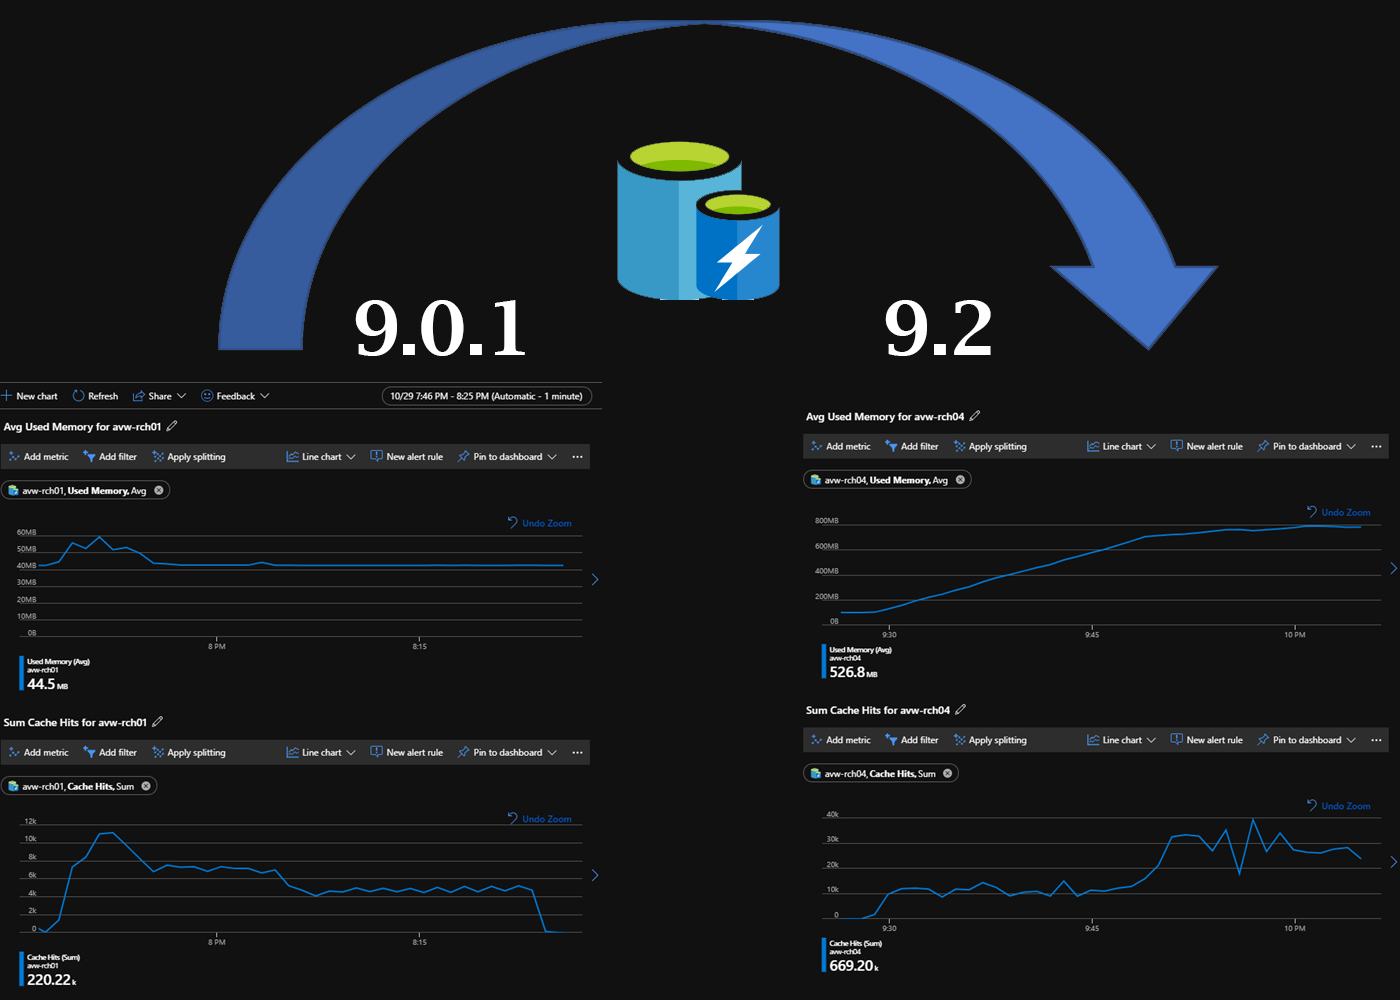 9.0.1
9.2
New chart Refresh Share Feedback 10/29 7:46 PM - 8:25 PM (Automatic - 1 minute)
Avg Used Memory for avw-rch01
Add metric Add filter Apply splitting Line chart New alert rule Pin to dashboard ...
avw-rch01, Used Memory, Avg
Undo Zoom
60MB
50MB
40MB
30MB
20MB
10MB
0B
8 PM 8:15
Used Memory (Avg)
avw-rch01
44.5 MB
Sum Cache Hits for avw-rch01
Add metric Add filter Apply splitting Line chart New alert rule Pin to dashboard ...
avw-rch01, Cache Hits, Sum
Undo Zoom
12k
10k
8k
6k
4k
2k
0
8 PM 8:15
Cache Hits (Sum)
avw-rch01
220.22 k
Avg Used Memory for avw-rch04
Add metric Add filter Apply splitting Line chart New alert rule Pin to dashboard ...
avw-rch04, Used Memory, Avg
Undo Zoom
800MB
600MB
400MB
200MB
0B
9:30 9:45 10 PM
Used Memory (Avg)
avw-rch04
526.8 MB
Sum Cache Hits for avw-rch04
Add metric Add filter Apply splitting Line chart New alert rule Pin to dashboard ...
avw-rch04, Cache Hits, Sum
Undo Zoom
40k
30k
20k
10k
0
9:30 9:45 10 PM
Cache Hits (Sum)
avw-rch04
669.20 k